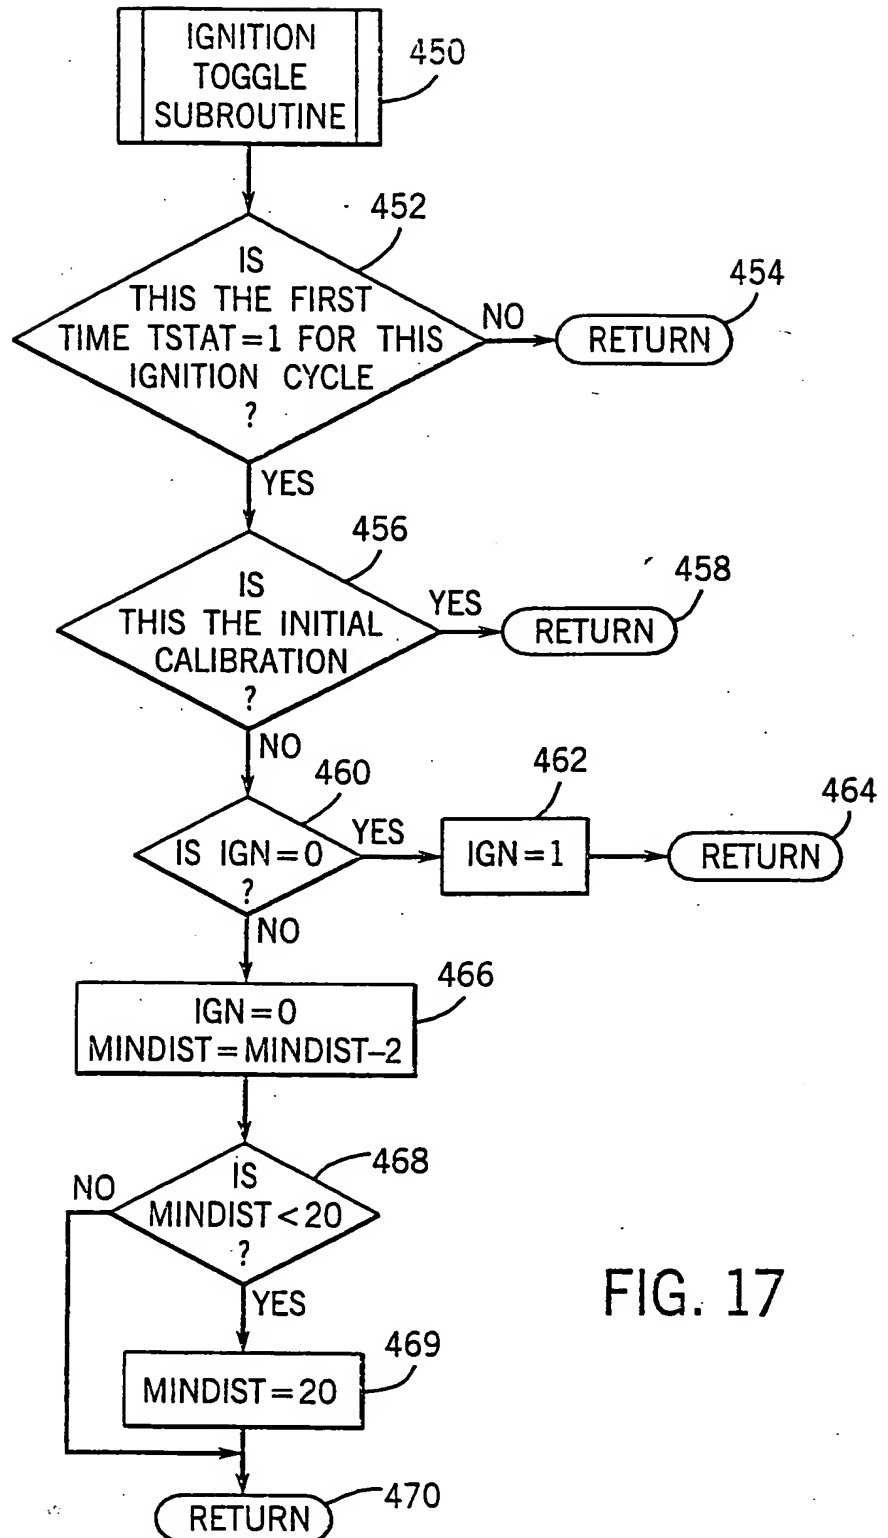 IGNITION
TOGGLE
SUBROUTINE
450
452
IS
THIS THE FIRST
TIME TSTAT=1 FOR THIS
IGNITION CYCLE
?
NO
RETURN
454
YES
456
IS
THIS THE INITIAL
CALIBRATION
?
YES
RETURN
458
NO
460
IS IGN=0
?
YES
462
IGN=1
464
RETURN
NO
466
IGN=0
MINDIST=MINDIST-2
468
IS
MINDIST<20
?
NO
YES
469
MINDIST=20
470
RETURN
FIG. 17